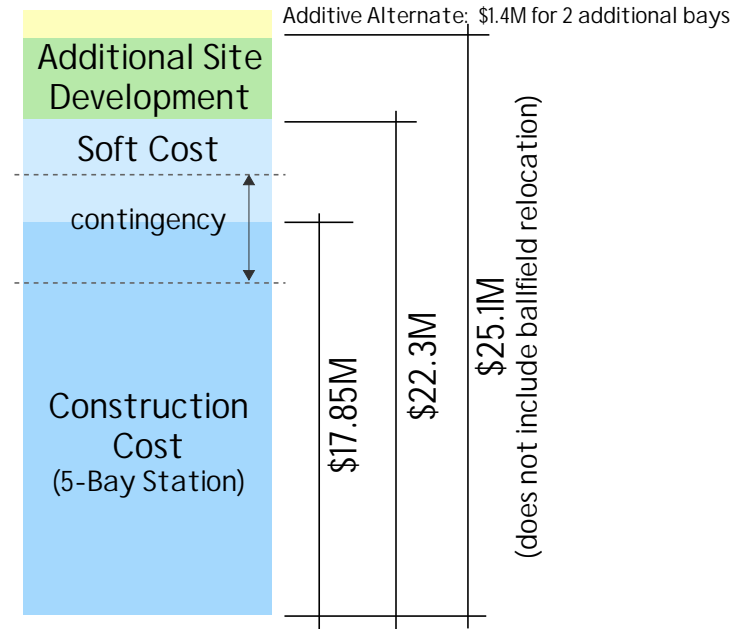 Additive Alternate: $1.4M for 2 additional bays
Additional Site
Development
Soft Cost
contingency
Construction
Cost
(5-Bay Station)
$17.85M
$22.3M
$25.1M
(does not include ballfield relocation)